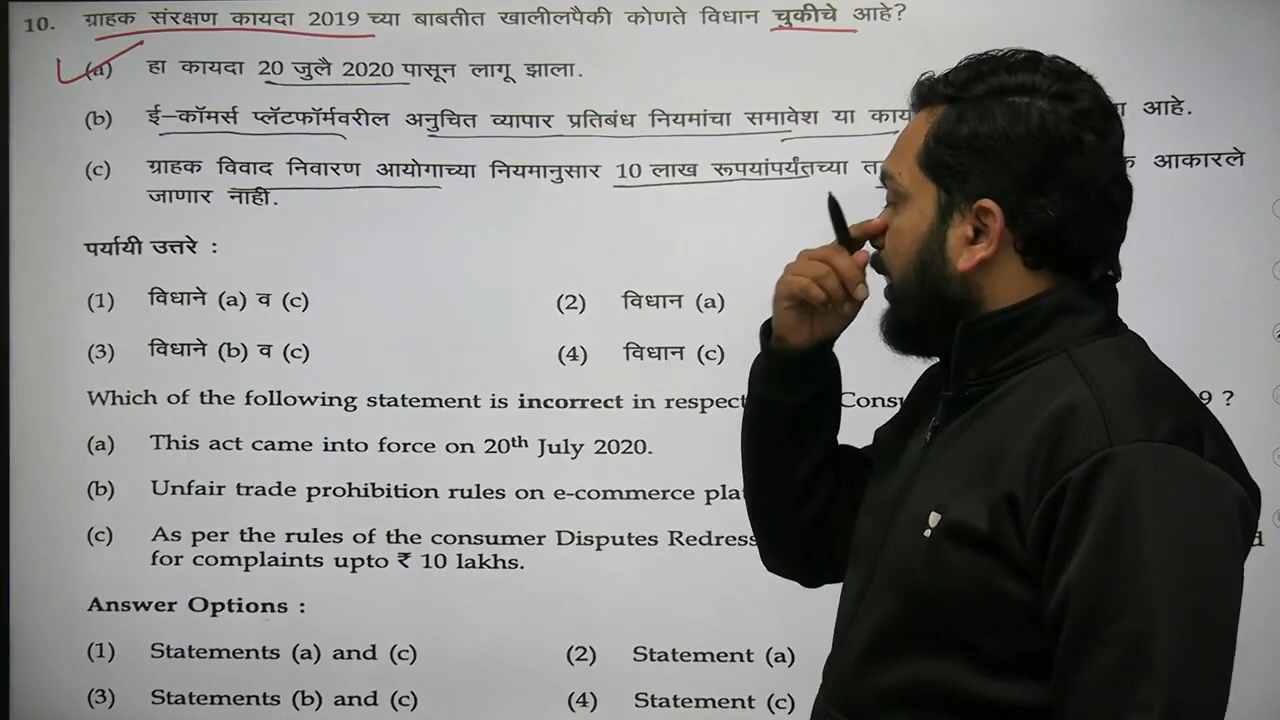 10. ग्राहक संरक्षण कायदा 2019 च्या बाबतीत खालीलपैकी कोणते विधान चुकीचे आहे?
(a) हा कायदा 20 जुलै 2020 पासून लागू झाला.
(b) ई-कॉमर्स प्लॅटफॉर्मवरील अनुचित व्यापार प्रतिबंध नियमांचा समावेश या आहे.
(c) ग्राहक विवाद निवारण आयोगाच्या नियमानुसार 10 लाख रूपयांपर्यंतच्या आकारले
जाणार नाही.
पर्यायी उत्तरे :
(1) विधाने (a) व (c) (2) विधान (a)
(3) विधाने (b) व (c) (4) विधान (c)
Which of the following statement is incorrect in respect 9 ?
(a) This act came into force on 20th July 2020.
(b) Unfair trade prohibition rules on e-commerce
(c) As per the rules of the consumer Disputes
for complaints upto ₹ 10 lakhs.
Answer Options :
(1) Statements (a) and (c) (2) Statement (a)
(3) Statements (b) and (c) (4) Statement (c)